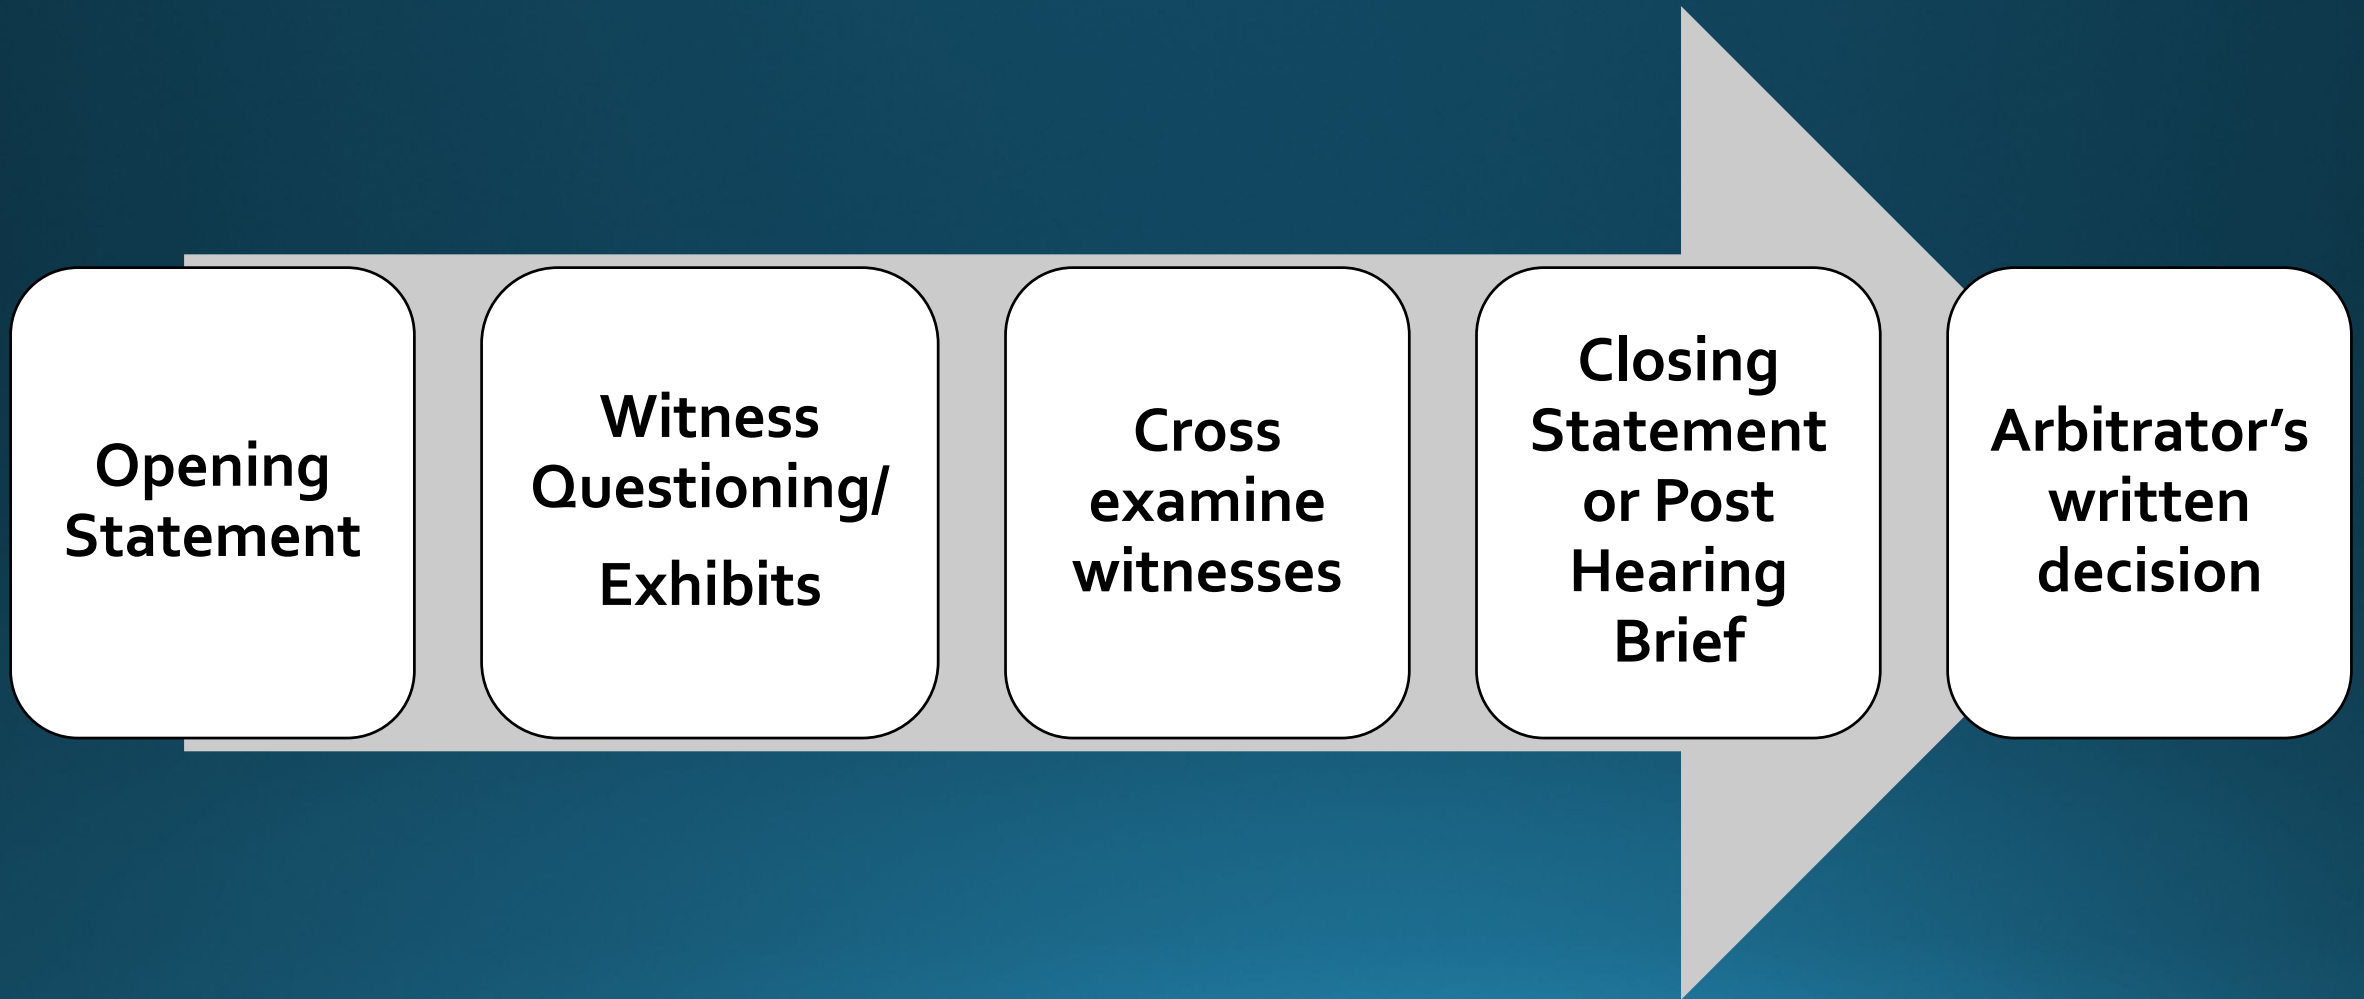 Opening
Statement
Witness
Questioning/
Exhibits
Cross
examine
witnesses
Closing
Statement
or Post
Hearing
Brief
Arbitrator’s
written
decision